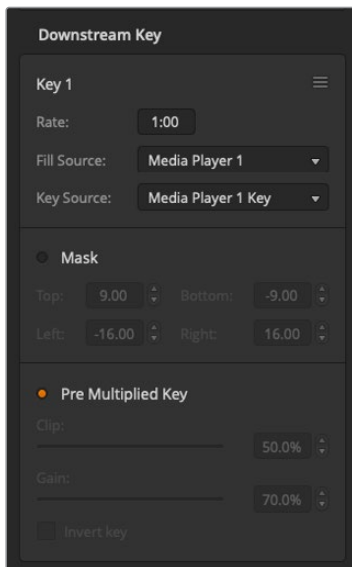 Downstream Key
Key 1
Rate: 1:00
Fill Source: Media Player 1
Key Source: Media Player 1 Key
Mask
Top: 9.00 Bottom: -9.00
Left: -16.00 Right: 16.00
Pre Multiplied Key
Clip:
50.0%
Gain:
70.0%
Invert key